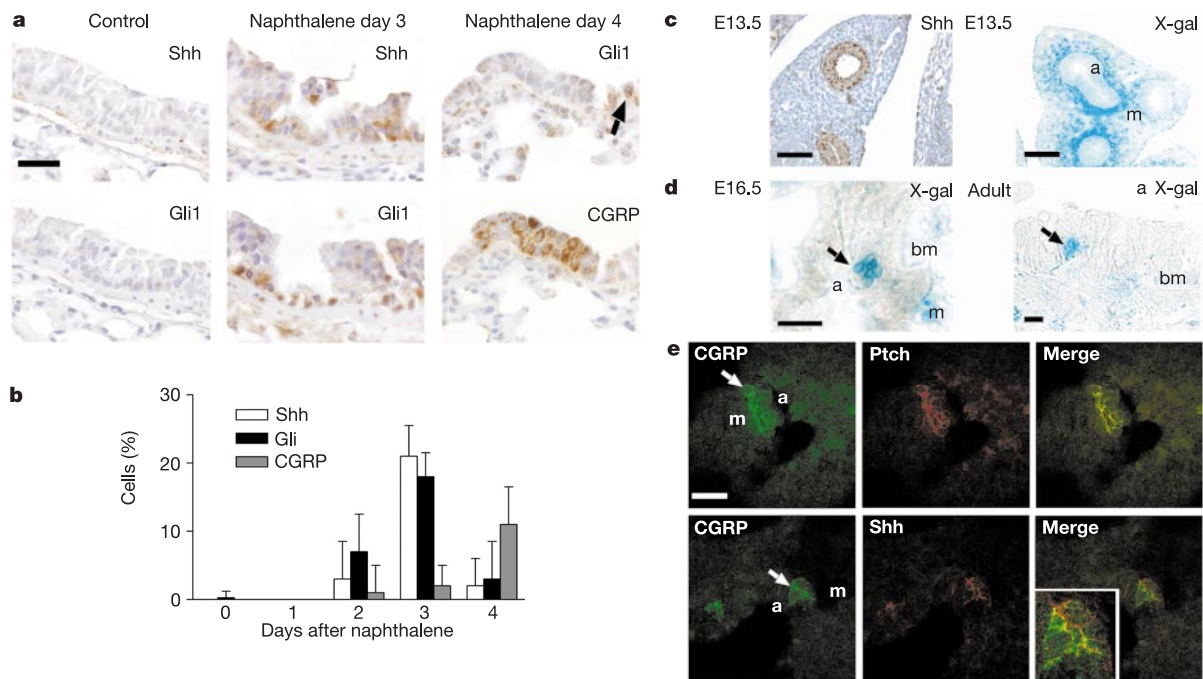 a
Control
Naphthalene day 3
Naphthalene day 4
Shh
Shh
Gli1
Gli1
Gli1
CGRP
b
30
20
10
0
Cells (%)
Shh
Gli
CGRP
0 1 2 3 4
Days after naphthalene
c
E13.5
Shh
E13.5
X-gal
a
m
d
E16.5
X-gal
Adult
a X-gal
bm
a
m
bm
e
CGRP
Ptch
Merge
a
m
CGRP
Shh
Merge
m
a